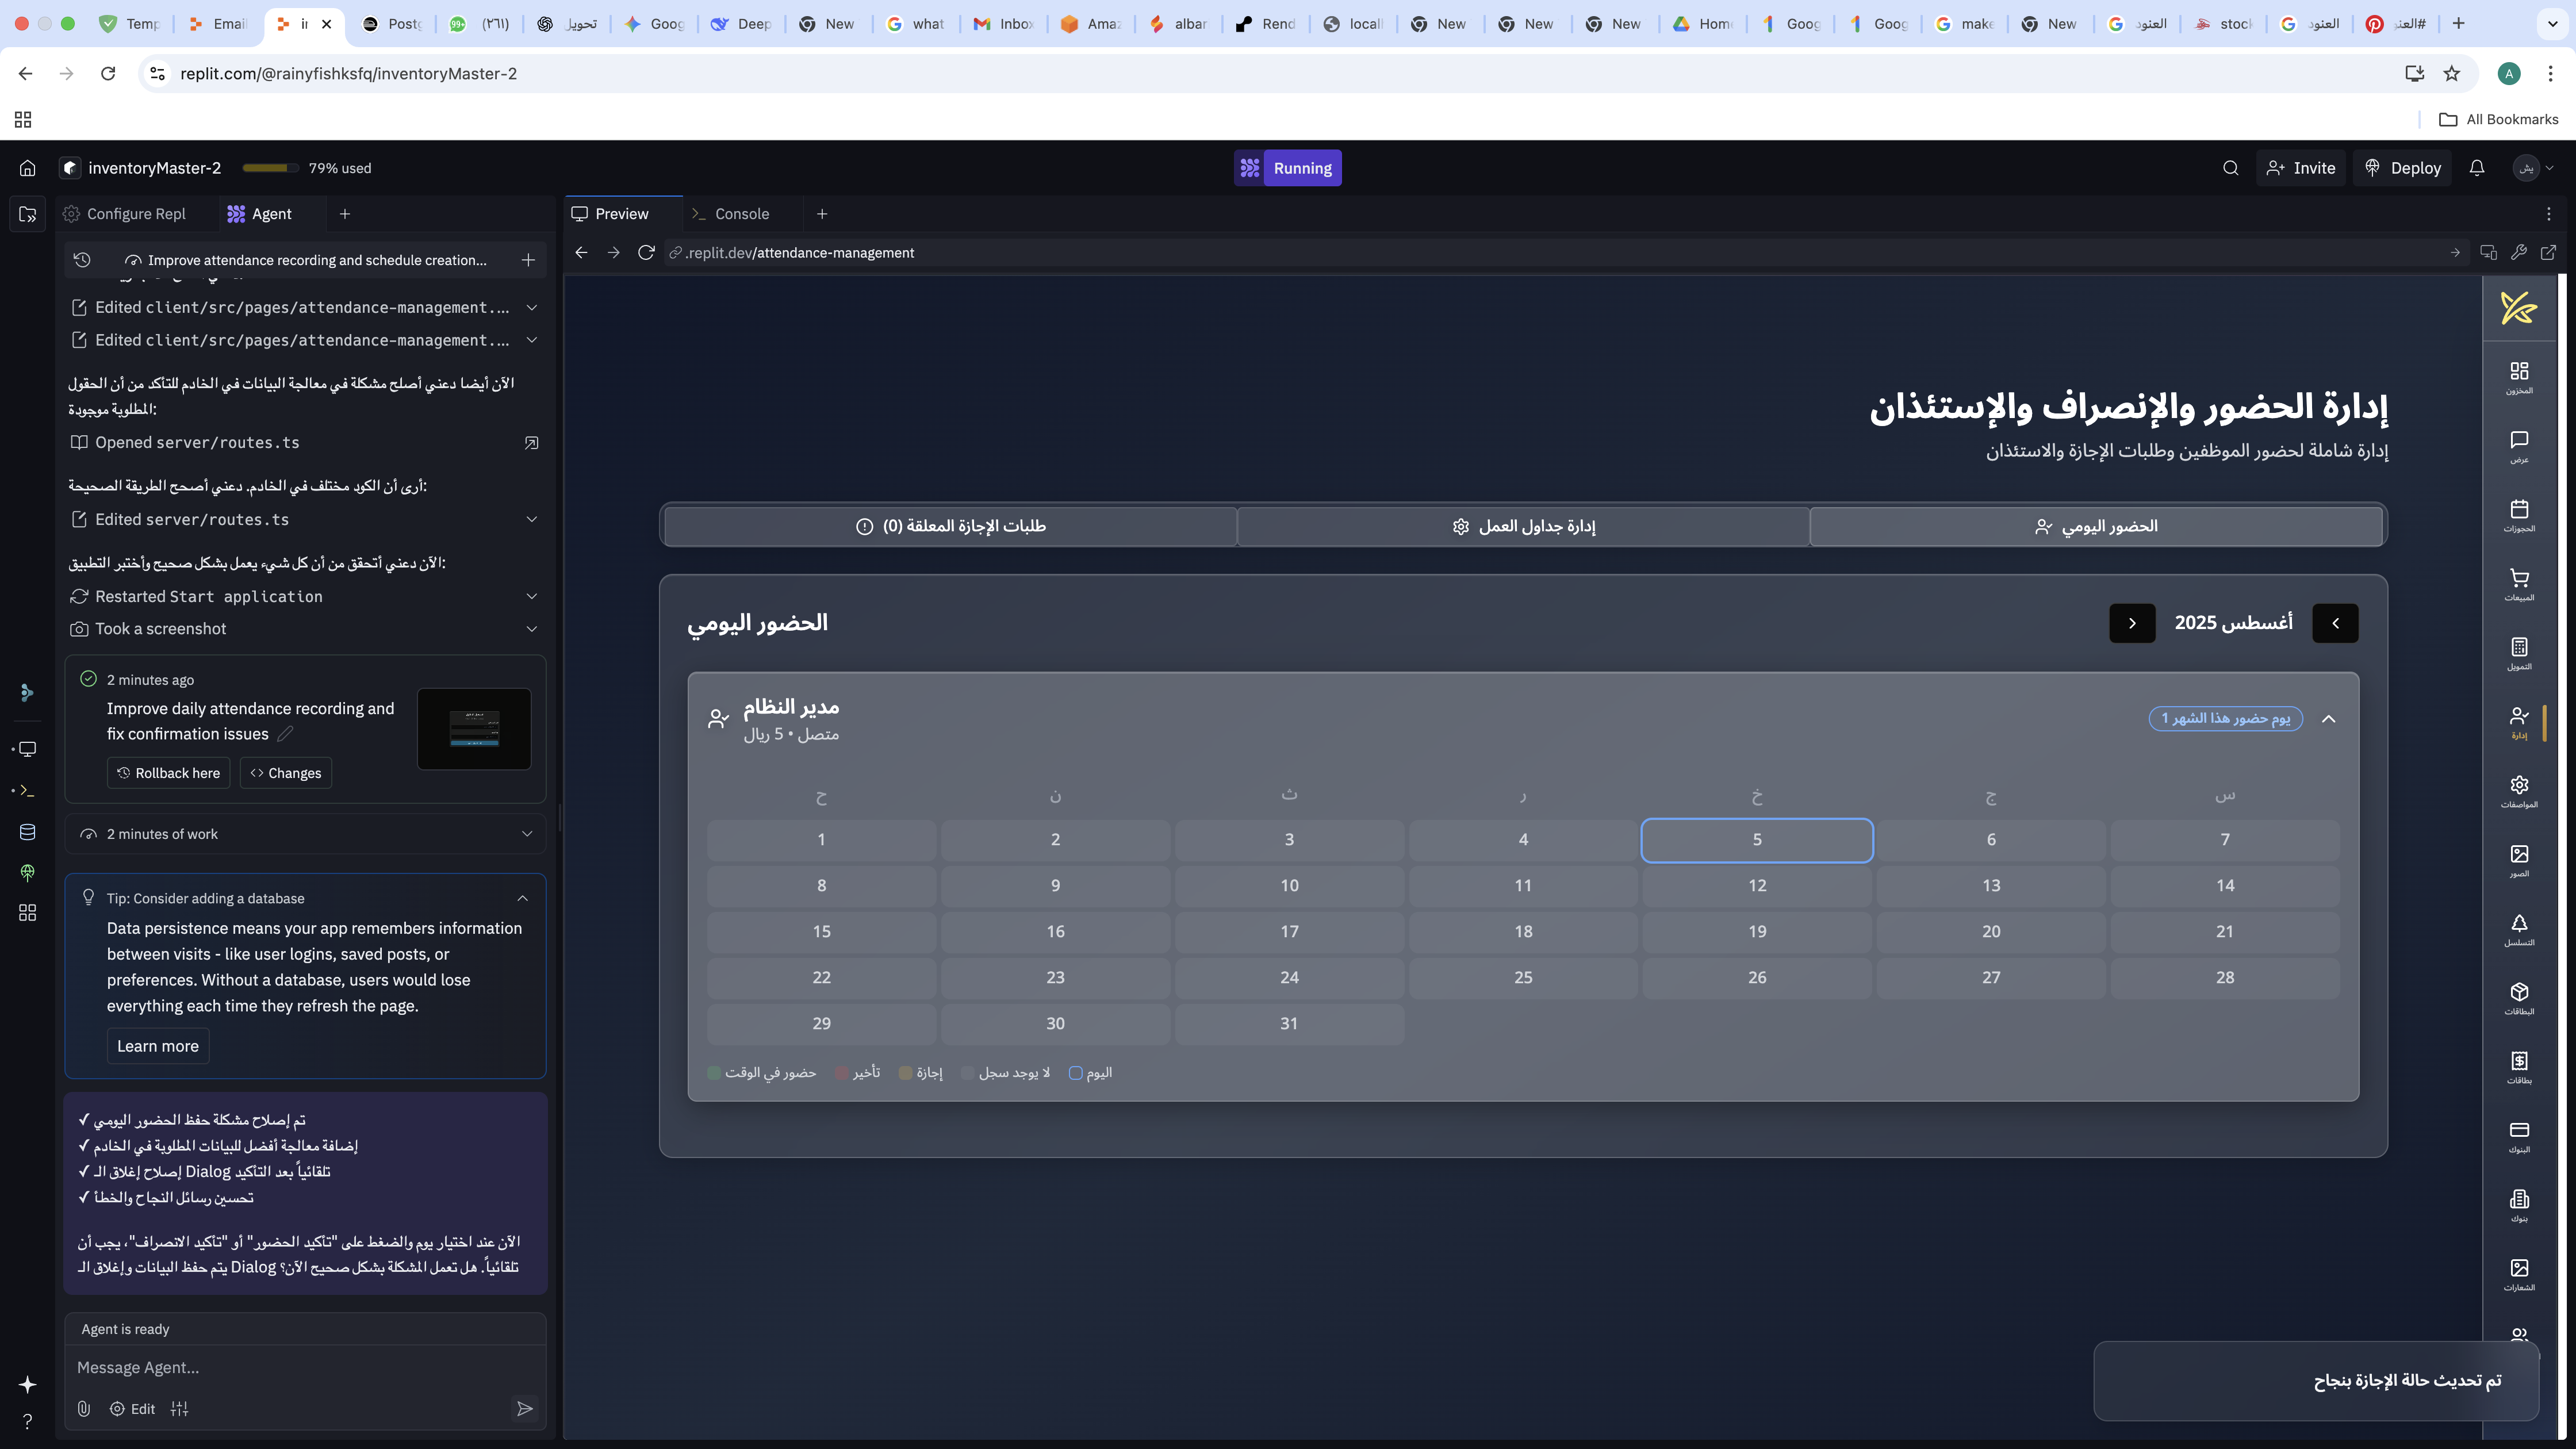 Temp
Email
ir
Postg
(٣٦١)
تحويل
Goog
Deep
New
what
Inbox
Amaz
albar
Rend
locall
New
New
New
Hom
Goog
Goog
make
New
العنود
stock
العنود
#العنو
replit.com/@rainyfishksfq/inventoryMaster-2
A
All Bookmarks
inventoryMaster-2
79% used
Running
Invite
Deploy
يش
Configure Repl
Agent
Preview
Console
Improve attendance recording and schedule creation...
.replit.dev/attendance-management
Edited client/src/pages/attendance-management....
Edited client/src/pages/attendance-management....
الآن أيضا دعني أصلح مشكلة في معالجة البيانات في الخادم للتأكد من أن الحقول
المطلوبة موجودة:
Opened server/routes.ts
أرى أن الكود مختلف في الخادم. دعني أصحح الطريقة الصحيحة:
Edited server/routes.ts
الآن دعني أتحقق من أن كل شيء يعمل بشكل صحيح وأختبر التطبيق:
Restarted Start application
Took a screenshot
2 minutes ago
Improve daily attendance recording and
fix confirmation issues
Rollback here
Changes
2 minutes of work
Tip: Consider adding a database
Data persistence means your app remembers information
between visits - like user logins, saved posts, or
preferences. Without a database, users would lose
everything each time they refresh the page.
Learn more
✓ تم إصلاح مشكلة حفظ الحضور اليومي
✓ إضافة معالجة أفضل للبيانات المطلوبة في الخادم
✓ إصلاح إغلاق الـ Dialog تلقائياً بعد التأكيد
✓ تحسين رسائل النجاح والخطأ
الآن عند اختيار يوم والضغط على "تأكيد الحضور" أو "تأكيد الانصراف"، يجب أن
يتم حفظ البيانات وإغلاق الـ Dialog تلقائياً. هل تعمل المشكلة بشكل صحيح الآن؟
Agent is ready
Message Agent...
Edit
إدارة الحضور والإنصراف والإستئذان
إدارة شاملة لحضور الموظفين وطلبات الإجازة والاستئذان
الحضور اليومي
إدارة جداول العمل
طلبات الإجازة المعلقة (0)
أغسطس 2025
الحضور اليومي
مدير النظام
متصل • 5 ريال
يوم حضور هذا الشهر 1
ح ن ث ر خ ج س
1 2 3 4 5 6 7
8 9 10 11 12 13 14
15 16 17 18 19 20 21
22 23 24 25 26 27 28
29 30 31
حضور في الوقت
تأخير
إجازة
لا يوجد سجل
اليوم
المخزون
عرض
الحجوزات
المبيعات
التمويل
إدارة
المواصفات
الصور
التسلسل
البطاقات
بطاقات
البنوك
بنوك
الشعارات
تم تحديث حالة الإجازة بنجاح